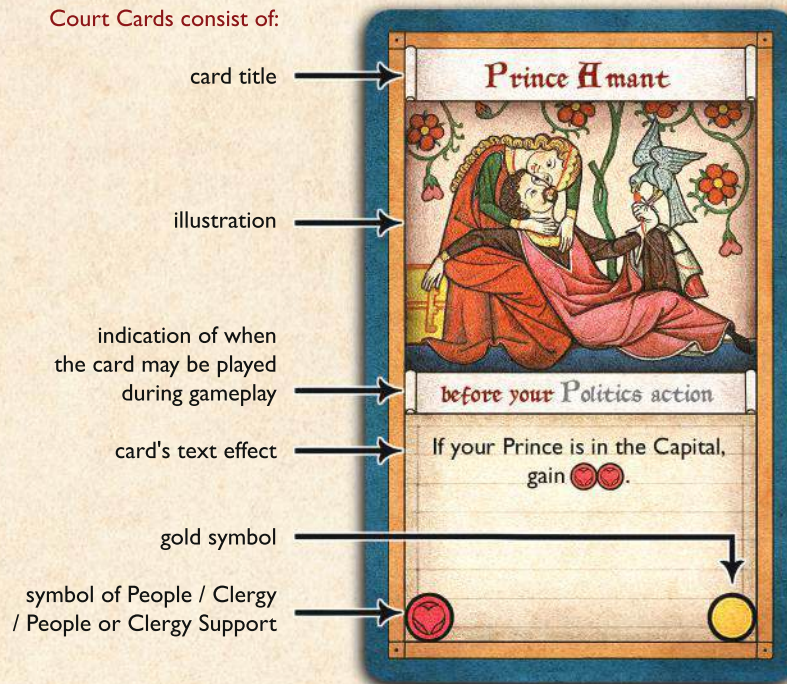 Court Cards consist of:
card title
Prince Amant
illustration
indication of when
the card may be played
during gameplay
before your Politics action
card's text effect
If your Prince is in the Capital,
gain .
gold symbol
symbol of People / Clergy
/ People or Clergy Support